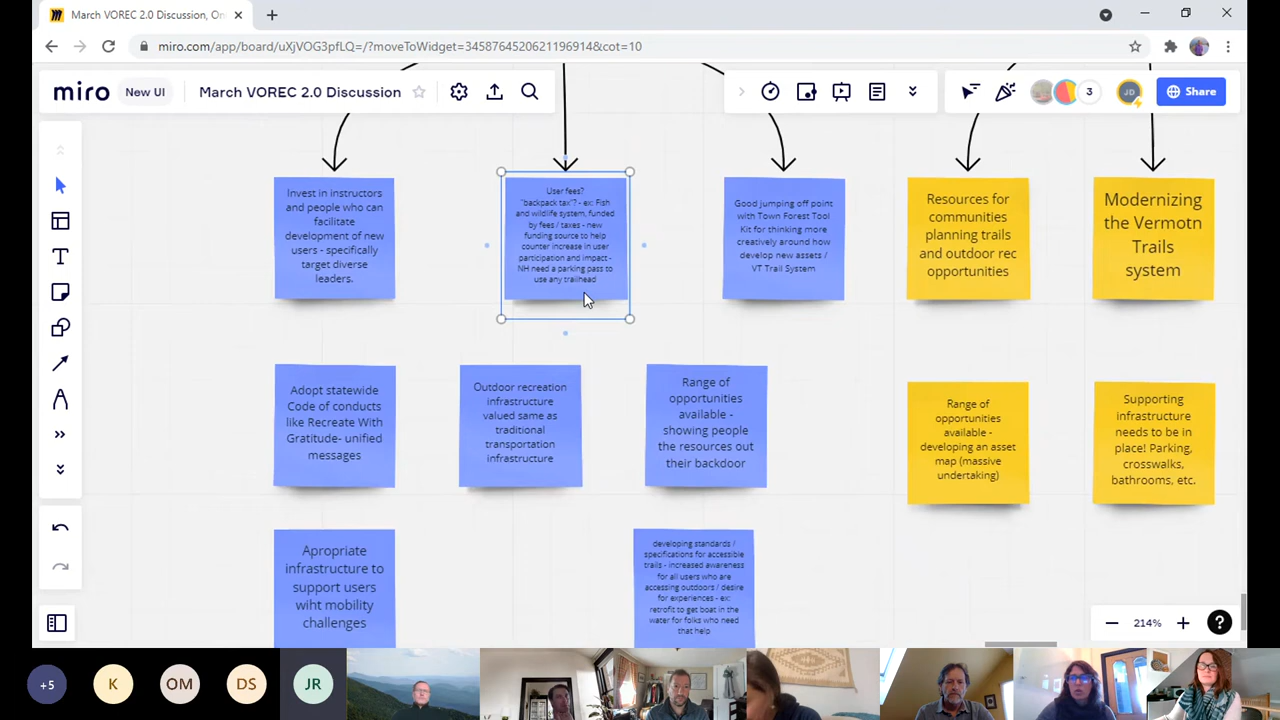 March VOREC 2.0 Discussion, On
miro.com/app/board/uXjVOG3pfLQ=/?moveToWidget=3458764520621196914&cot=10
miro
New UI
March VOREC 2.0 Discussion
3
JD
Share
Invest in instructors
and people who can
facilitate
development of new
users - specifically
target diverse
leaders.
User fees?
"backpack tax"? - ex: Fish
and wildlife system, funded
by fees / taxes - new
funding source to help
counter increase in user
participation and impact -
NH need a parking pass to
use any trailhead
Good jumping off point
with Town Forest Tool
Kit for thinking more
creatively around how
develop new assets /
VT Trail System
Resources for
communities
planning trails
and outdoor rec
opportunities
Modernizing
the Vermotn
Trails
system
Adopt statewide
Code of conducts
like Recreate With
Gratitude- unified
messages
Outdoor recreation
infrastructure
valued same as
traditional
transportation
infrastructure
Range of
opportunities
available -
showing people
the resources out
their backdoor
Range of
opportunities
available -
developing an asset
map (massive
undertaking)
Supporting
infrastructure
needs to be in
place! Parking,
crosswalks,
bathrooms, etc.
Apropriate
infrastructure to
support users
wiht mobility
challenges
developing standards /
specifications for accessible
trails - increased awareness
for all users who are
accessing outdoors / desire
for experiences - ex:
retrofit to get boat in the
water for folks who need
that help
214%
+5
K
OM
DS
JR